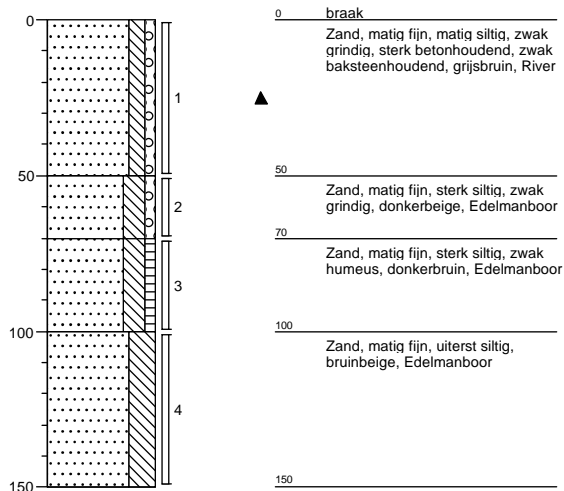 0
50
100
150
1
2
3
4
0
braak
Zand, matig fijn, matig siltig, zwak
grindig, sterk betonhoudend, zwak
baksteenhoudend, grijsbruin, River
50
Zand, matig fijn, sterk siltig, zwak
grindig, donkerbeige, Edelmanboor
70
Zand, matig fijn, sterk siltig, zwak
humeus, donkerbruin, Edelmanboor
100
Zand, matig fijn, uiterst siltig,
bruinbeige, Edelmanboor
150